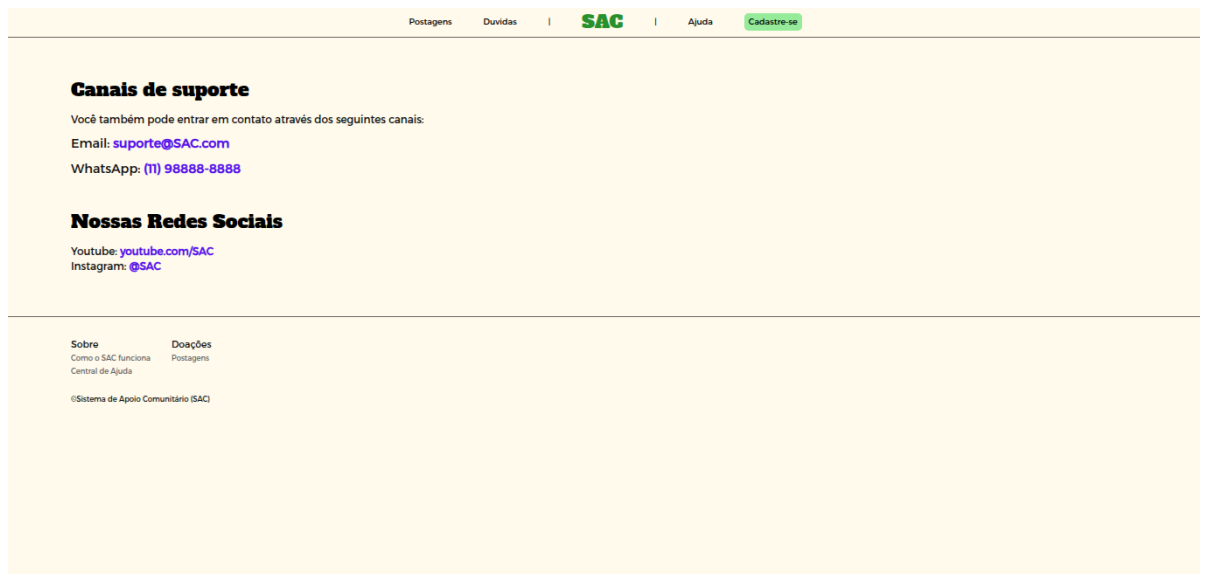 Postagens Duvidas | SAC | Ajuda Cadastre-se
Canais de suporte
Você também pode entrar em contato através dos seguintes canais:
Email: suporte@SAC.com
WhatsApp: (11) 98888-8888
Nossas Redes Sociais
Youtube: youtube.com/SAC
Instagram: @SAC
Sobre Doações
Como o SAC funciona Postagens
Central de Ajuda
©Sistema de Apoio Comunitário (SAC)